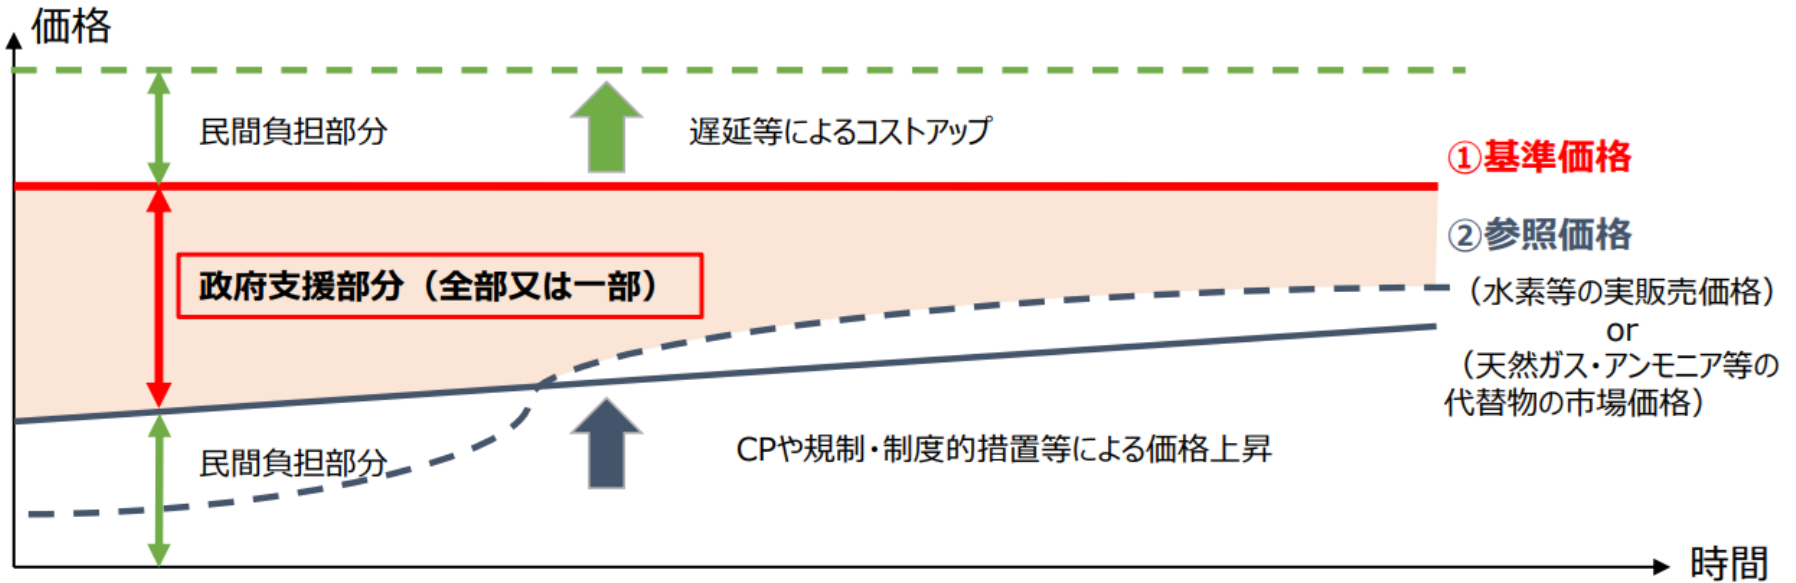 価格
民間負担部分
遅延等によるコストアップ
①基準価格
②参照価格
政府支援部分（全部又は一部）
（水素等の実販売価格）
or
（天然ガス・アンモニア等の
代替物の市場価格）
民間負担部分
CPや規制・制度的措置等による価格上昇
時間